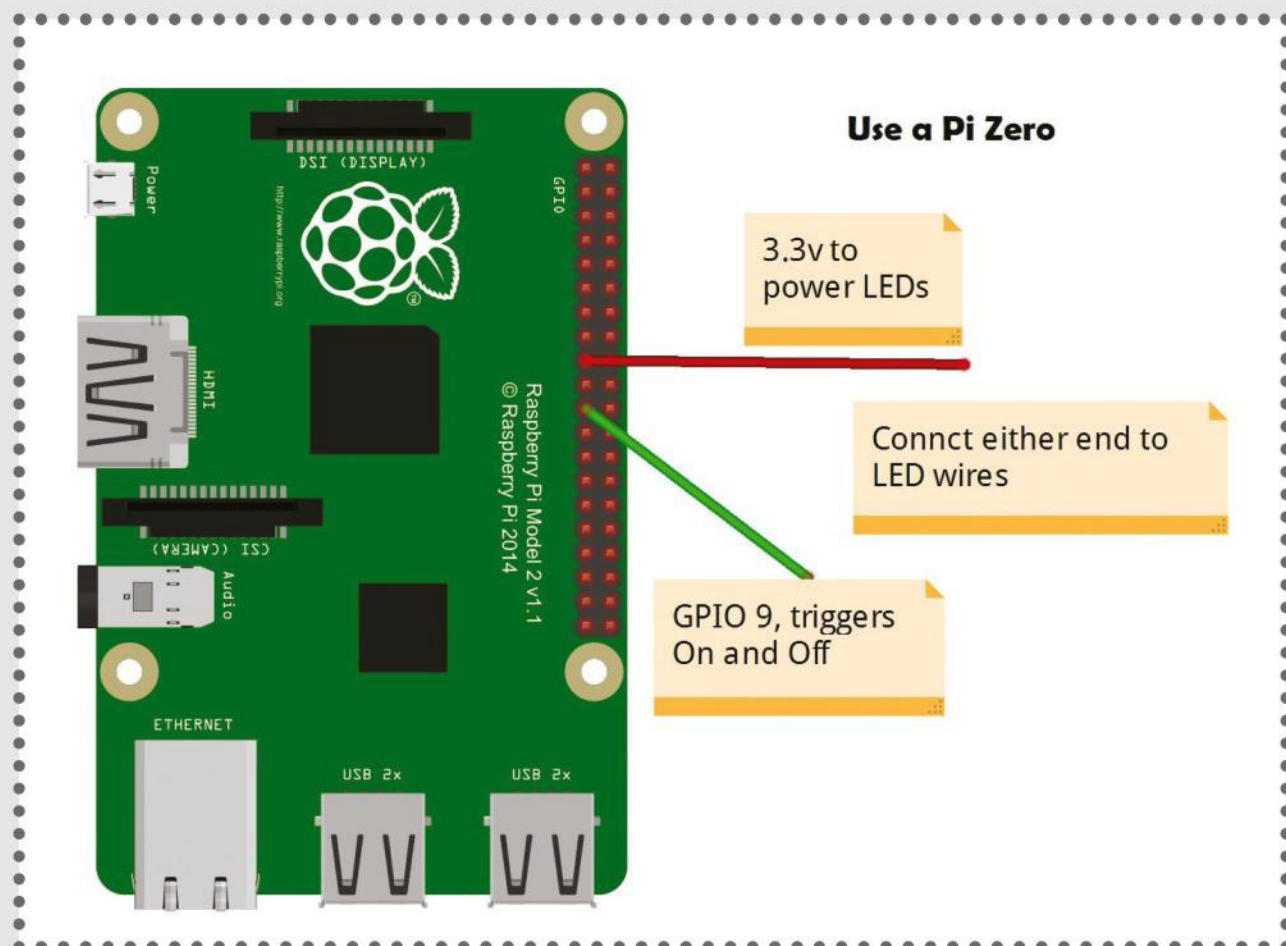 Use a Pi Zero
DSI (DISPLAY)
Power
http://www.raspberrypi.org
®
GPIO
3.3v to
power LEDs
HDMI
Raspberry Pi Model 2 v1.1
© Raspberry Pi 2014
Connct either end to
LED wires
CSI (CAMERA)
Audio
GPIO 9, triggers
On and Off
ETHERNET
USB 2x
USB 2x